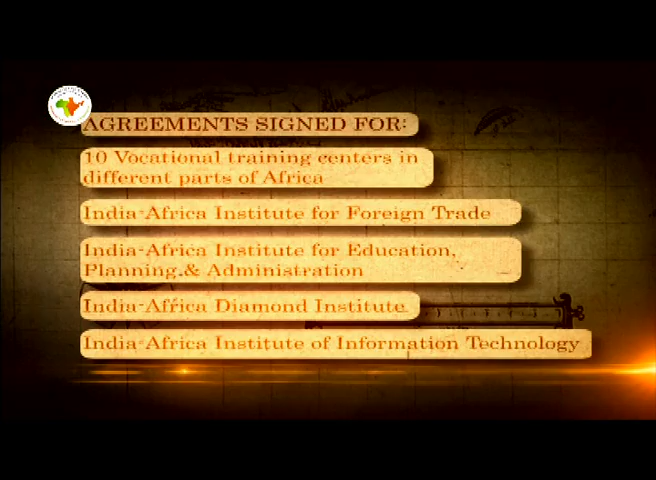 AGREEMENTS SIGNED FOR:
10 Vocational training centers in
different parts of Africa
India-Africa Institute for Foreign Trade
India-Africa Institute for Education,
Planning & Administration
India-Africa Diamond Institute
India-Africa Institute of Information Technology